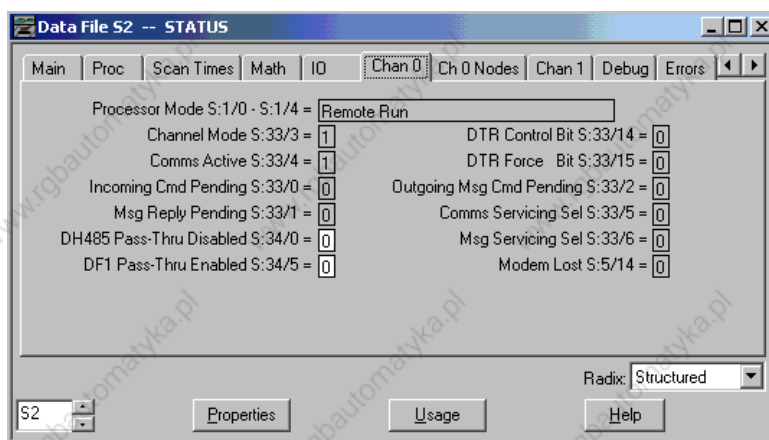 Data File S2 -- STATUS
Main Proc Scan Times Math IO Chan 0 Ch 0 Nodes Chan 1 Debug Errors
Processor Mode S:1/0 - S:1/4 = Remote Run
Channel Mode S:33/3 = 1 DTR Control Bit S:33/14 = 0
Comms Active S:33/4 = 1 DTR Force Bit S:33/15 = 0
Incoming Cmd Pending S:33/0 = 0 Outgoing Msg Cmd Pending S:33/2 = 0
Msg Reply Pending S:33/1 = 0 Comms Servicing Sel S:33/5 = 0
DH485 Pass-Thru Disabled S:34/0 = 0 Msg Servicing Sel S:33/6 = 0
DF1 Pass-Thru Enabled S:34/5 = 0 Modem Lost S:5/14 = 0
Radix: Structured
S2 Properties Usage Help
www.rgbautomatyka.pl